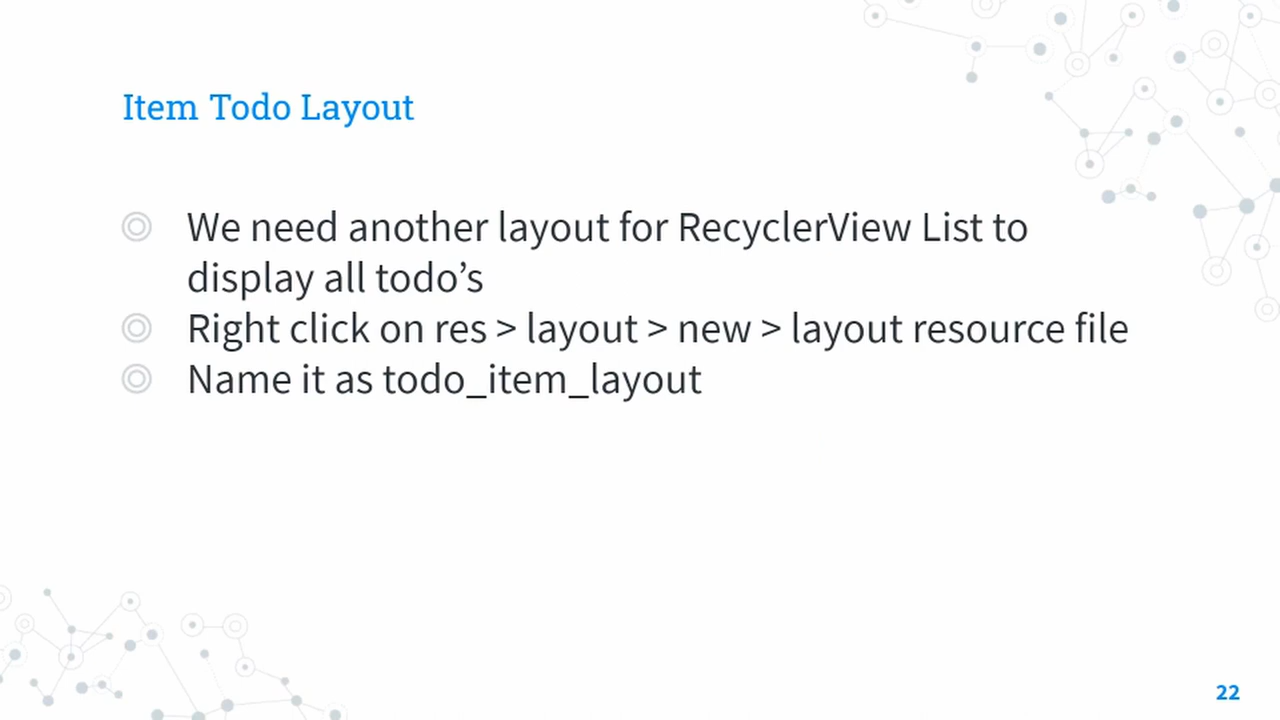 Item Todo Layout
We need another layout for RecyclerView List to
display all todo’s
Right click on res > layout > new > layout resource file
Name it as todo_item_layout
22